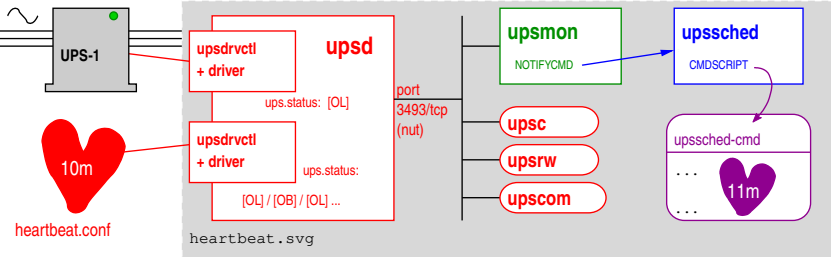 UPS-1
upsdrvctl
+ driver
upsd
ups.status: [OL]
upsdrvctl
+ driver
ups.status:
[OL] / [OB] / [OL] ...
10m
heartbeat.conf
heartbeat.svg
port
3493/tcp
(nut)
upsmon
NOTIFYCMD
upssched
CMDSCRIPT
upsc
upsrw
upscom
upssched-cmd
. . .
11m
. . .